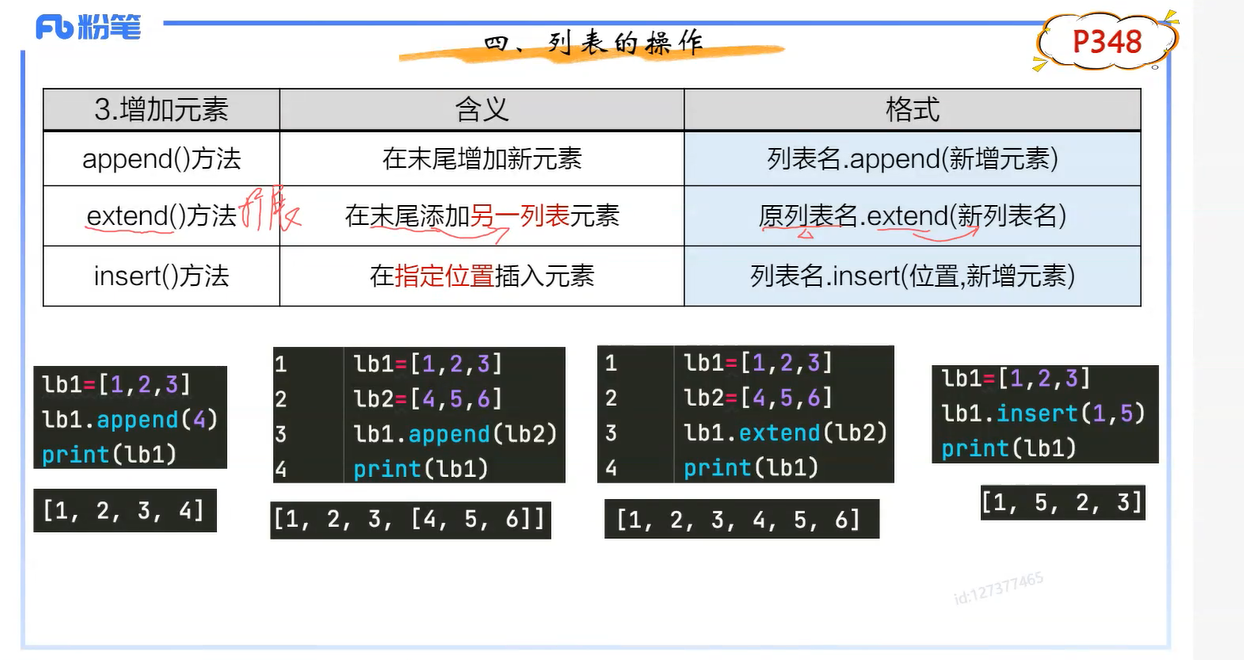 粉笔
四、列表的操作
P348
3.增加元素 含义 格式
append()方法 在末尾增加新元素 列表名.append(新增元素)
extend()方法 在末尾添加另一列表元素 原列表名.extend(新列表名)
insert()方法 在指定位置插入元素 列表名.insert(位置,新增元素)
lb1=[1,2,3]
lb1.append(4)
print(lb1)
[1, 2, 3, 4]
1 lb1=[1,2,3]
2 lb2=[4,5,6]
3 lb1.append(lb2)
4 print(lb1)
[1, 2, 3, [4, 5, 6]]
1 lb1=[1,2,3]
2 lb2=[4,5,6]
3 lb1.extend(lb2)
4 print(lb1)
[1, 2, 3, 4, 5, 6]
lb1=[1,2,3]
lb1.insert(1,5)
print(lb1)
[1, 5, 2, 3]
id:127377465